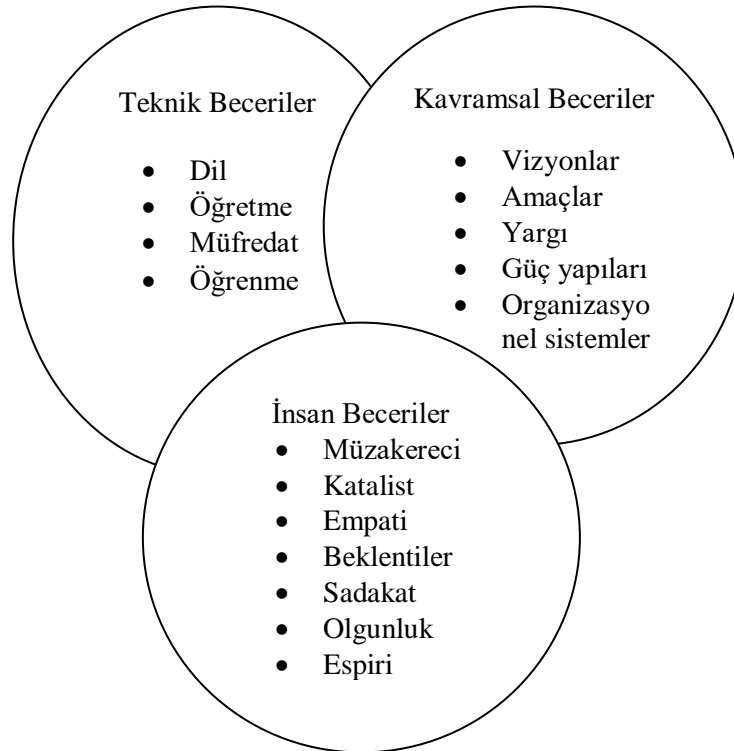 Teknik Beceriler
• Dil
• Öğretme
• Müfredat
• Öğrenme
Kavramsal Beceriler
• Vizyonlar
• Amaçlar
• Yargı
• Güç yapıları
• Organizasyo
nel sistemler
İnsan Beceriler
• Müzakereci
• Katalist
• Empati
• Beklentiler
• Sadakat
• Olgunluk
• Espiri